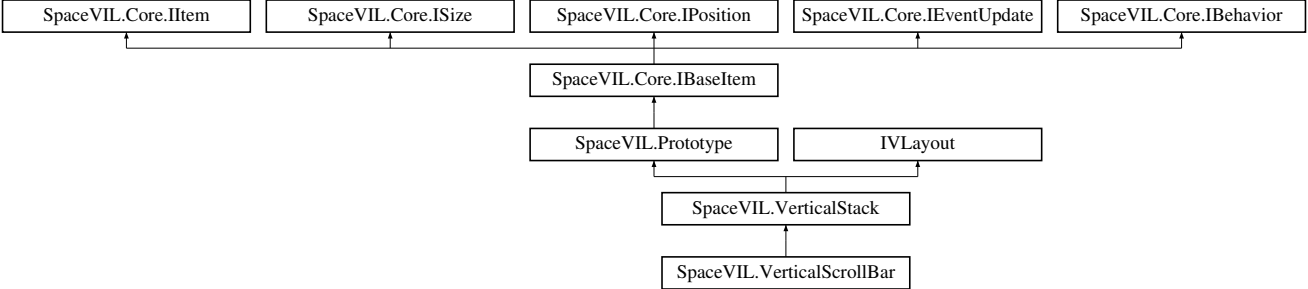 SpaceVIL.Core.IItem
SpaceVIL.Core.ISize
SpaceVIL.Core.IPosition
SpaceVIL.Core.IEventUpdate
SpaceVIL.Core.IBehavior
SpaceVIL.Core.IBaseItem
SpaceVIL.Prototype
IVLayout
SpaceVIL.VerticalStack
SpaceVIL.VerticalScrollBar